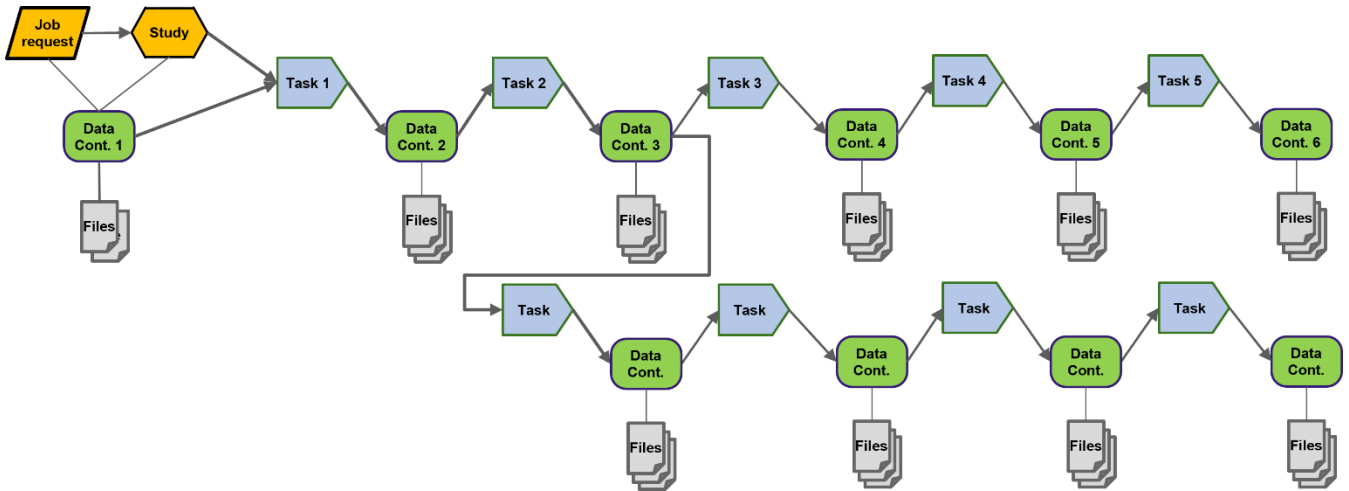 Job
request
Study
Task 1
Task 2
Task 3
Task 4
Task 5
Data
Cont. 1
Data
Cont. 2
Data
Cont. 3
Data
Cont. 4
Data
Cont. 5
Data
Cont. 6
Files
Files
Files
Files
Files
Files
Task
Task
Task
Task
Data
Cont.
Data
Cont.
Data
Cont.
Data
Cont.
Files
Files
Files
Files